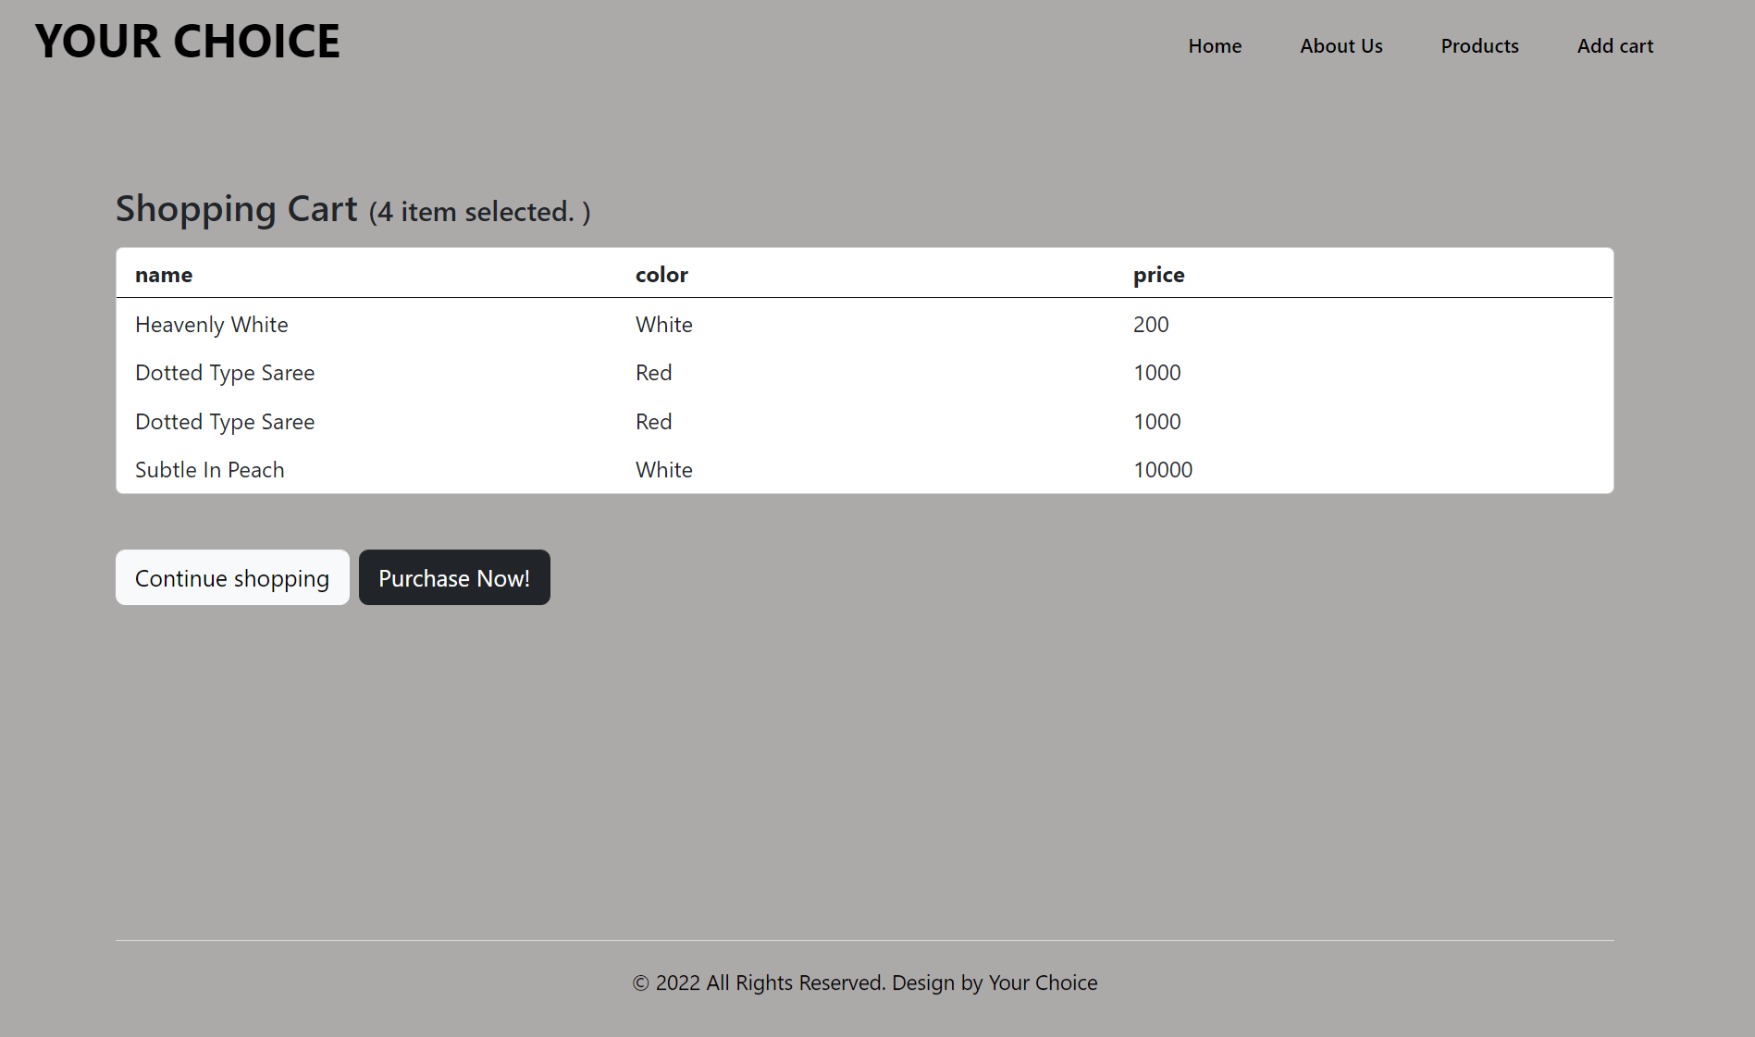 YOUR CHOICE Home About Us Products Add cart
Shopping Cart (4 item selected. )
name color price
Heavenly White White 200
Dotted Type Saree Red 1000
Dotted Type Saree Red 1000
Subtle In Peach White 10000
Continue shopping Purchase Now!
© 2022 All Rights Reserved. Design by Your Choice